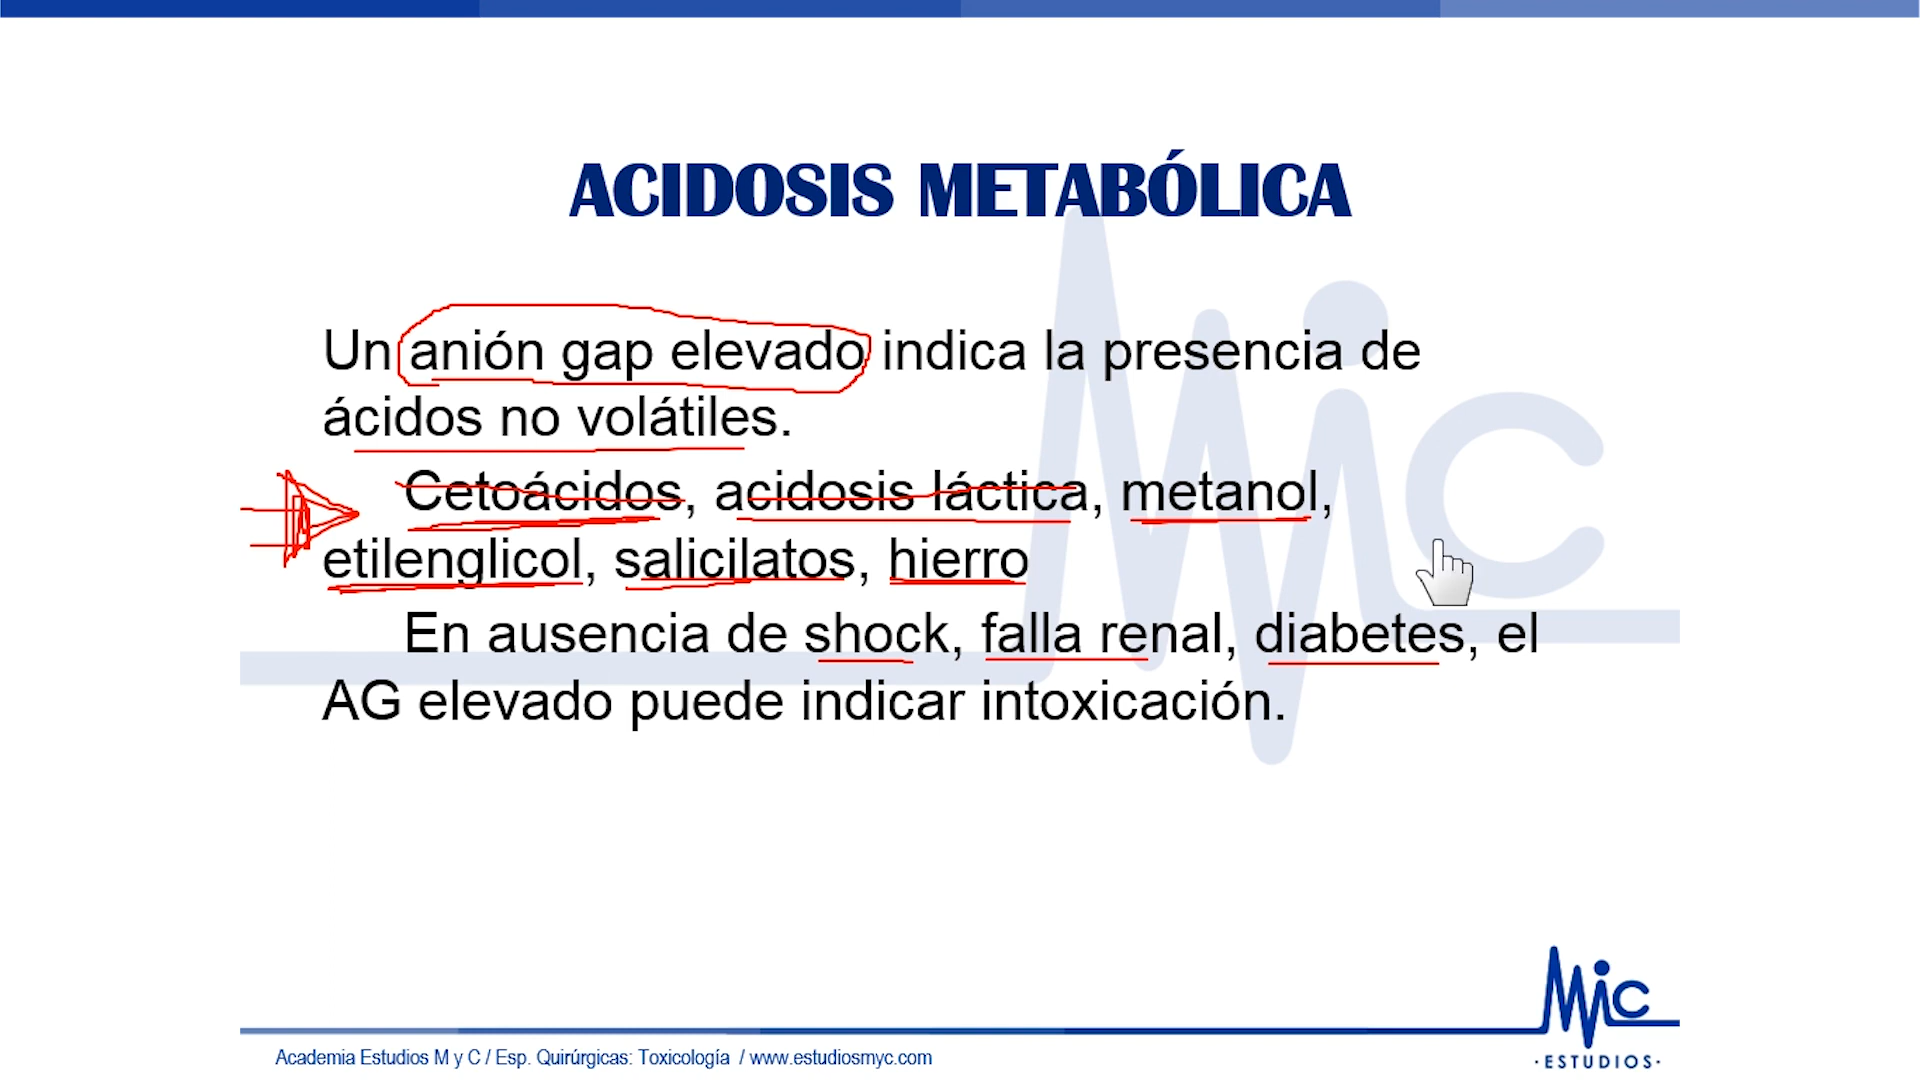 ACIDOSIS METABÓLICA
Un anión gap elevado indica la presencia de
ácidos no volátiles.
Cetoácidos, acidosis láctica, metanol,
etilenglicol, salicilatos, hierro
En ausencia de shock, falla renal, diabetes, el
AG elevado puede indicar intoxicación.
MiC
MiC
·ESTUDIOS·
Academia Estudios M y C / Esp. Quirúrgicas: Toxicología / www.estudiosmyc.com